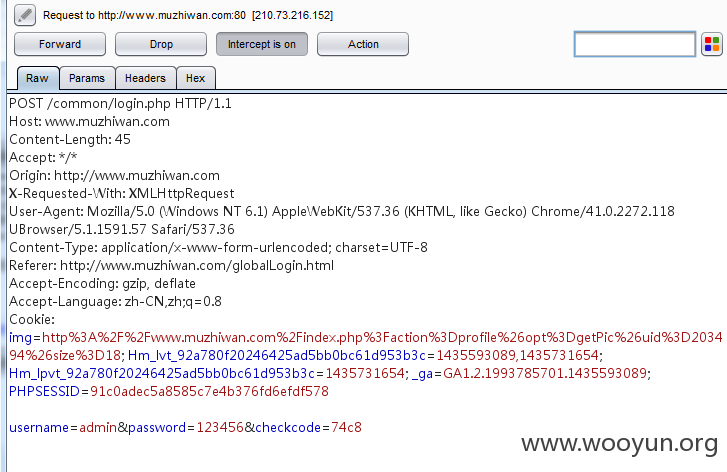 Request to http://www.muzhiwan.com:80 [210.73.216.152]
Forward Drop Intercept is on Action
Raw Params Headers Hex
POST /common/login.php HTTP/1.1
Host: www.muzhiwan.com
Content-Length: 45
Accept: */*
Origin: http://www.muzhiwan.com
X-Requested-With: XMLHttpRequest
User-Agent: Mozilla/5.0 (Windows NT 6.1) AppleWebKit/537.36 (KHTML, like Gecko) Chrome/41.0.2272.118
UBrowser/5.1.1591.57 Safari/537.36
Content-Type: application/x-www-form-urlencoded; charset=UTF-8
Referer: http://www.muzhiwan.com/globalLogin.html
Accept-Encoding: gzip, deflate
Accept-Language: zh-CN,zh;q=0.8
Cookie:
img=http%3A%2F%2Fwww.muzhiwan.com%2Findex.php%3Faction%3Dprofile%26opt%3DgetPic%26uid%3D2034
94%26size%3D18; Hm_lvt_92a780f20246425ad5bb0bc61d953b3c=1435593089,1435731654;
Hm_lpvt_92a780f20246425ad5bb0bc61d953b3c=1435731654; _ga=GA1.2.1993785701.1435593089;
PHPSESSID=91c0adec5a8585c7e4b376fd6efdf578
username=admin&password=123456&checkcode=74c8
www.wooyun.org